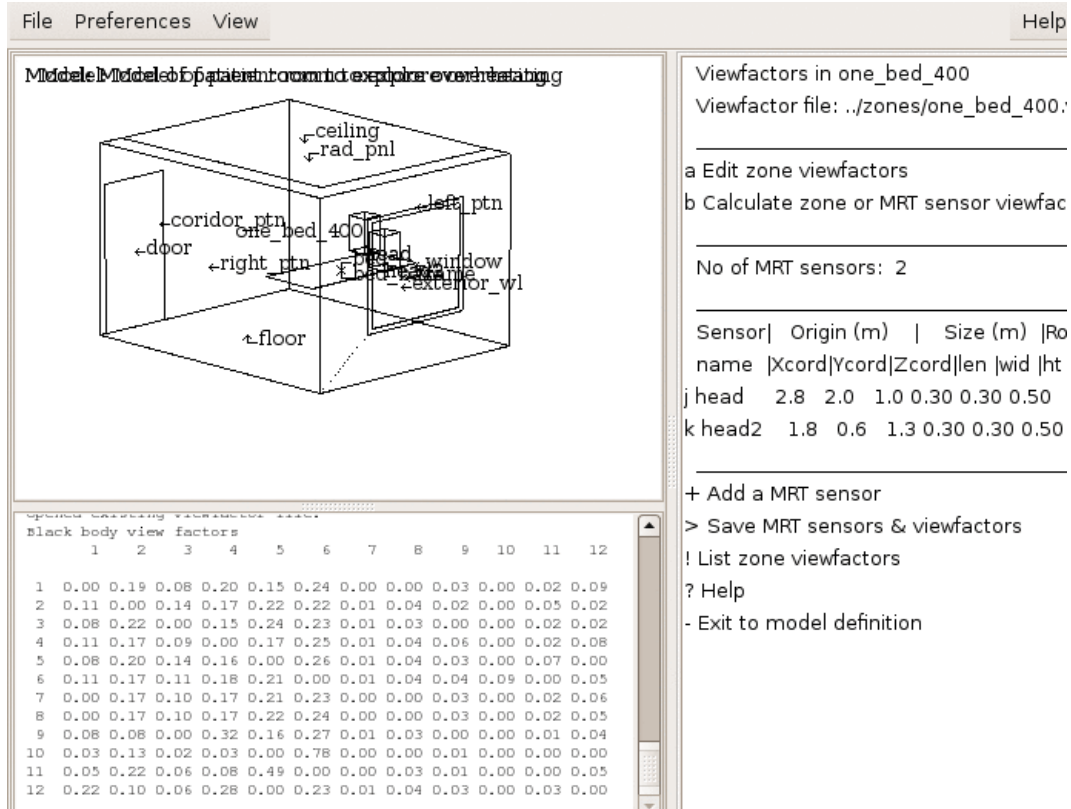 File Preferences View Help
ceiling
rad_pnl
left_ptn
coridor_ptn
one_bed_400
door
right_ptn
window
exterior_wl
floor
Black body view factors
1 2 3 4 5 6 7 8 9 10 11 12
1 0.00 0.19 0.08 0.20 0.15 0.24 0.00 0.00 0.03 0.00 0.02 0.09
2 0.11 0.00 0.14 0.17 0.22 0.22 0.01 0.04 0.02 0.00 0.05 0.02
3 0.08 0.22 0.00 0.15 0.24 0.23 0.01 0.03 0.00 0.00 0.02 0.02
4 0.11 0.17 0.09 0.00 0.17 0.25 0.01 0.04 0.06 0.00 0.02 0.08
5 0.08 0.20 0.14 0.16 0.00 0.26 0.01 0.04 0.03 0.00 0.07 0.00
6 0.11 0.17 0.11 0.18 0.21 0.00 0.01 0.04 0.04 0.09 0.00 0.05
7 0.00 0.17 0.10 0.17 0.21 0.23 0.00 0.00 0.03 0.00 0.02 0.06
8 0.00 0.17 0.10 0.17 0.22 0.24 0.00 0.00 0.03 0.00 0.02 0.05
9 0.08 0.08 0.00 0.32 0.16 0.27 0.01 0.03 0.00 0.00 0.01 0.04
10 0.03 0.13 0.02 0.03 0.00 0.78 0.00 0.00 0.01 0.00 0.00 0.00
11 0.05 0.22 0.06 0.08 0.49 0.00 0.00 0.03 0.01 0.00 0.00 0.05
12 0.22 0.10 0.06 0.28 0.00 0.23 0.01 0.04 0.03 0.00 0.03 0.00
Viewfactors in one_bed_400
Viewfactor file: ../zones/one_bed_400.
a Edit zone viewfactors
b Calculate zone or MRT sensor viewfac
No of MRT sensors: 2
Sensor| Origin (m) | Size (m) |Ro
name |Xcord|Ycord|Zcord|len |wid |ht
j head 2.8 2.0 1.0 0.30 0.30 0.50
k head2 1.8 0.6 1.3 0.30 0.30 0.50
+ Add a MRT sensor
> Save MRT sensors & viewfactors
! List zone viewfactors
? Help
- Exit to model definition